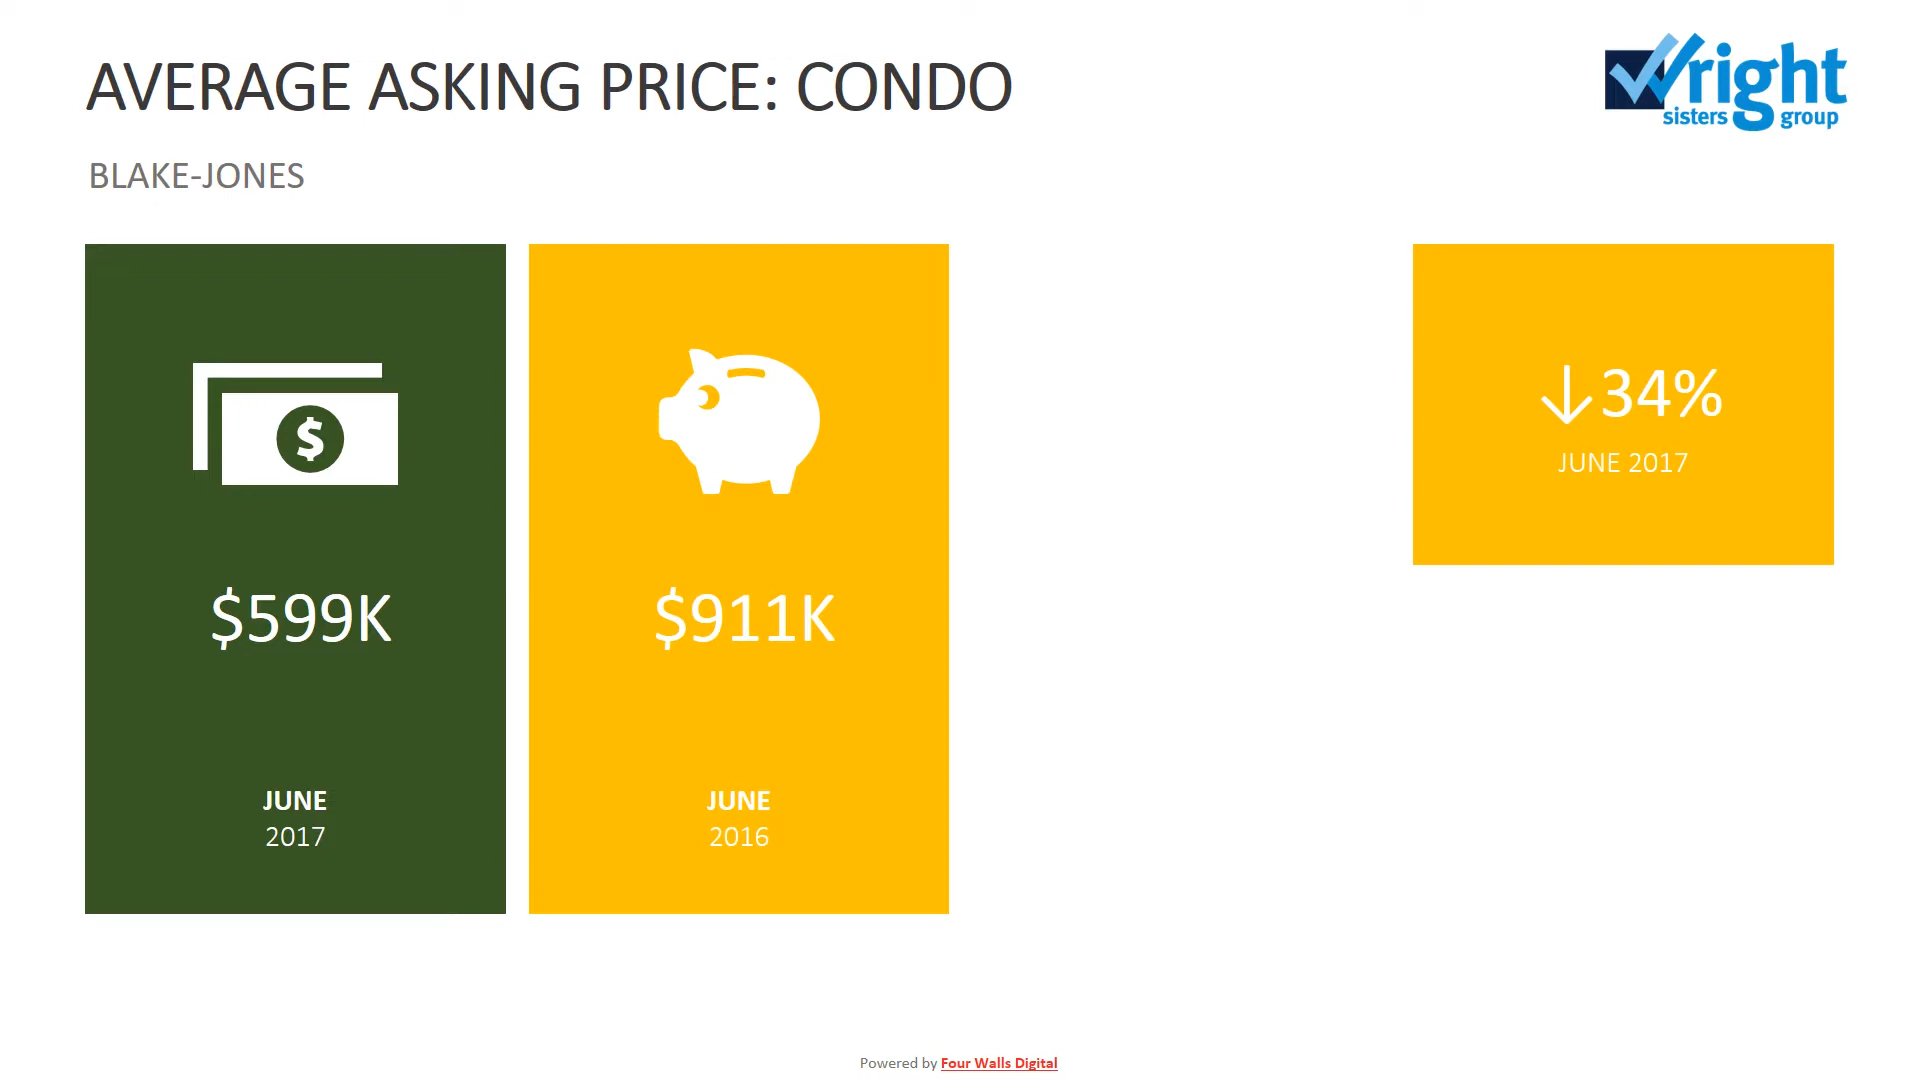 AVERAGE ASKING PRICE: CONDO
Wright
sisters group
BLAKE-JONES
$
$599K
JUNE
2017
$911K
JUNE
2016
↓34%
JUNE 2017
Powered by Four Walls Digital